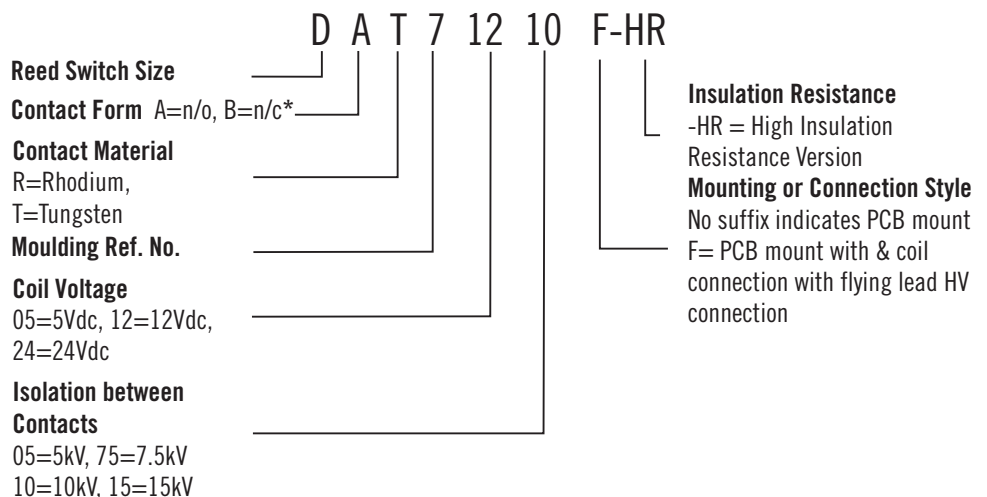 D A T 7 12 10 F-HR
Reed Switch Size
Contact Form A=n/o, B=n/c*
Contact Material
R=Rhodium,
T=Tungsten
Moulding Ref. No.
Coil Voltage
05=5Vdc, 12=12Vdc,
24=24Vdc
Isolation between
Contacts
05=5kV, 75=7.5kV
10=10kV, 15=15kV
Insulation Resistance
-HR = High Insulation
Resistance Version
Mounting or Connection Style
No suffix indicates PCB mount
F= PCB mount with & coil
connection with flying lead HV
connection